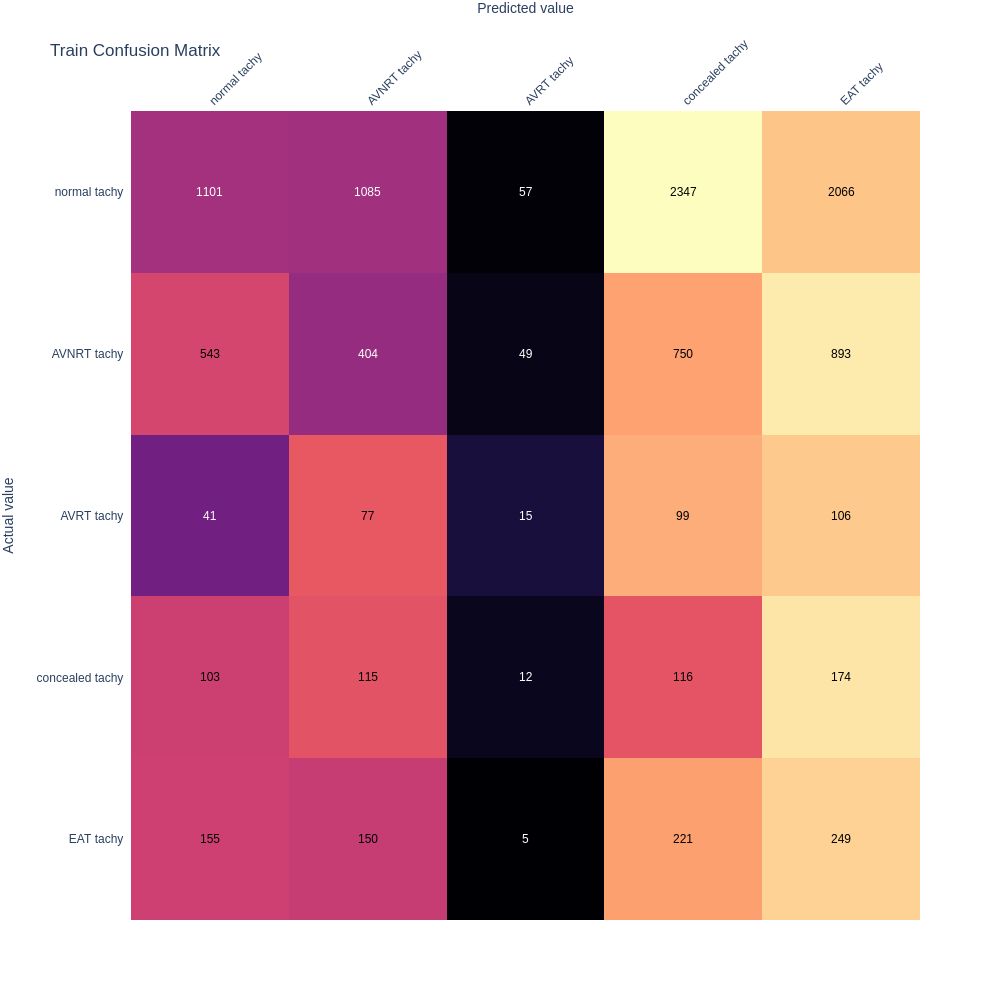 Predicted value
Train Confusion Matrix
normal tachy AVNRT tachy AVRT tachy concealed tachy EAT tachy
normal tachy 1101 1085 57 2347 2066
AVNRT tachy 543 404 49 750 893
AVRT tachy 41 77 15 99 106
concealed tachy 103 115 12 116 174
EAT tachy 155 150 5 221 249
Actual value